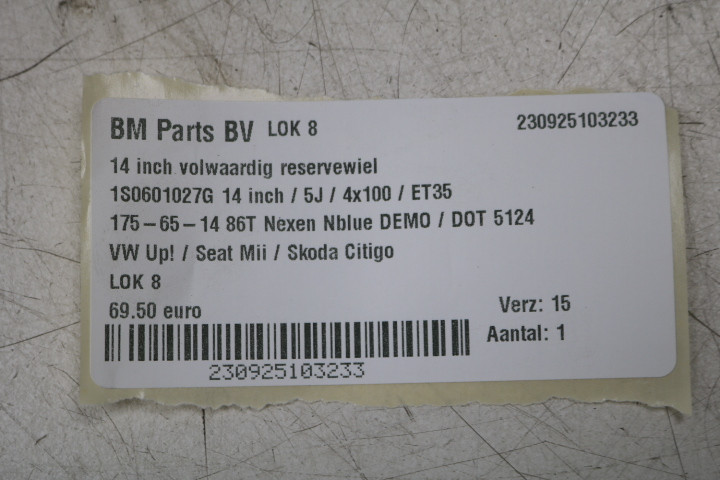 BM Parts BV LOK 8 230925103233
14 inch volwaardig reservewiel
1S0601027G 14 inch / 5J / 4x100 / ET35
175-65-14 86T Nexen Nblue DEMO / DOT 5124
VW Up! / Seat Mii / Skoda Citigo
LOK 8
69.50 euro Verz: 15
Aantal: 1
230925103233